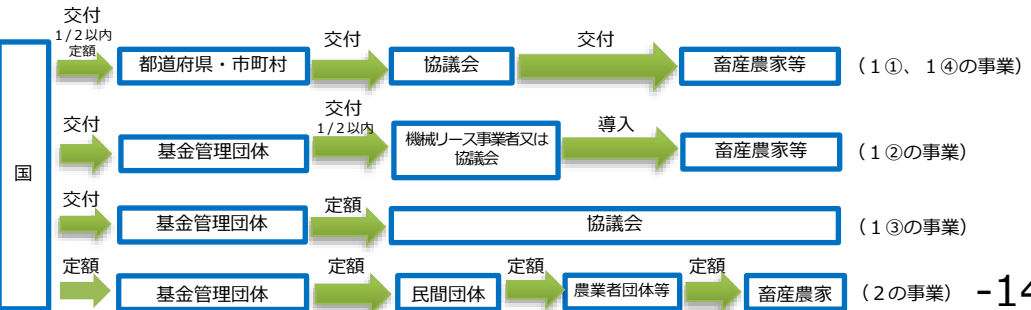 国
交付
1/2以内
定額
都道府県・市町村
交付
協議会
交付
畜産農家等
（１①、１④の事業）
交付
基金管理団体
交付
1/2以内
機械リース事業者又は
協議会
導入
畜産農家等
（１②の事業）
交付
基金管理団体
定額
協議会
（１③の事業）
定額
基金管理団体
定額
民間団体
定額
農業者団体等
定額
畜産農家
（２の事業）
-14